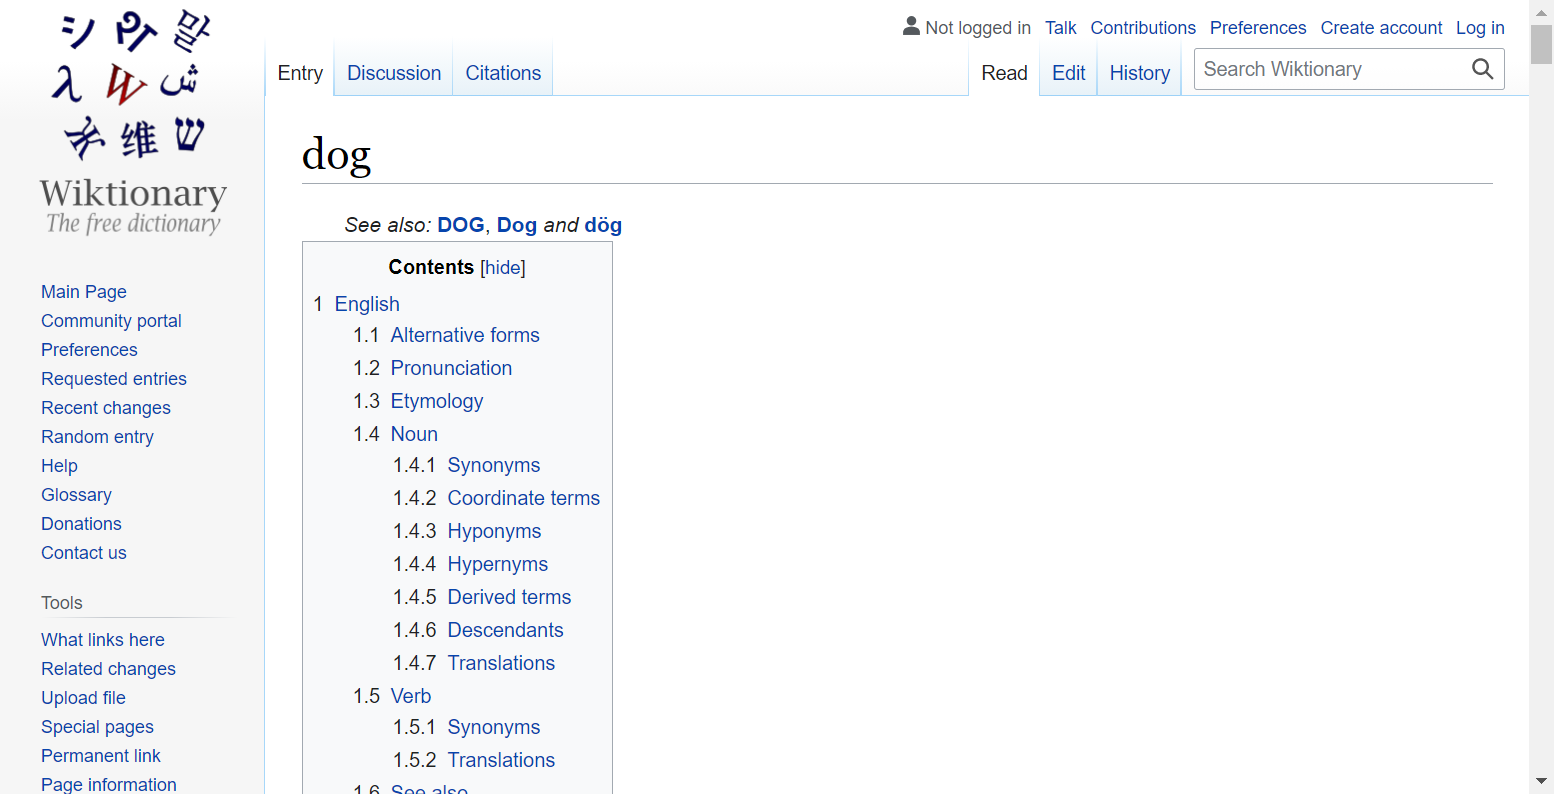 シ
말
λ W ش
维 ש
Wiktionary
The free dictionary
Main Page
Community portal
Preferences
Requested entries
Recent changes
Random entry
Help
Glossary
Donations
Contact us
Tools
What links here
Related changes
Upload file
Special pages
Permanent link
Page information
Not logged in Talk Contributions Preferences Create account Log in
Entry Discussion Citations Read Edit History Search Wiktionary
dog
See also: DOG, Dog and dög
Contents [hide]
1 English
1.1 Alternative forms
1.2 Pronunciation
1.3 Etymology
1.4 Noun
1.4.1 Synonyms
1.4.2 Coordinate terms
1.4.3 Hyponyms
1.4.4 Hypernyms
1.4.5 Derived terms
1.4.6 Descendants
1.4.7 Translations
1.5 Verb
1.5.1 Synonyms
1.5.2 Translations
1.6 See also